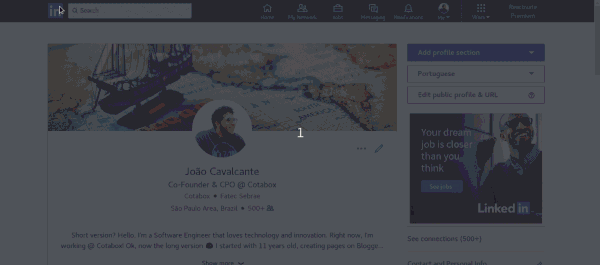 in Search
Home My Network Jobs Messaging Notifications Me Work Reactivate
Premium
Add profile section
Portuguese
Edit public profile & URL
1
Your dream
job is closer
than you
think
See jobs
Linked in
João Cavalcante
Co-Founder & CPD @ Cotabox
Cotabox • Fatec Sebrae
São Paulo Area, Brazil • 500+
See connections (500+)
Short version? Hello, I'm a Software Engineer that loves technology and innovation. Right now, I'm
working @ Cotabox! Ok, now the long version I started with 11 years old, creating pages on Bloggs...
Show more
Contact and Personal Info